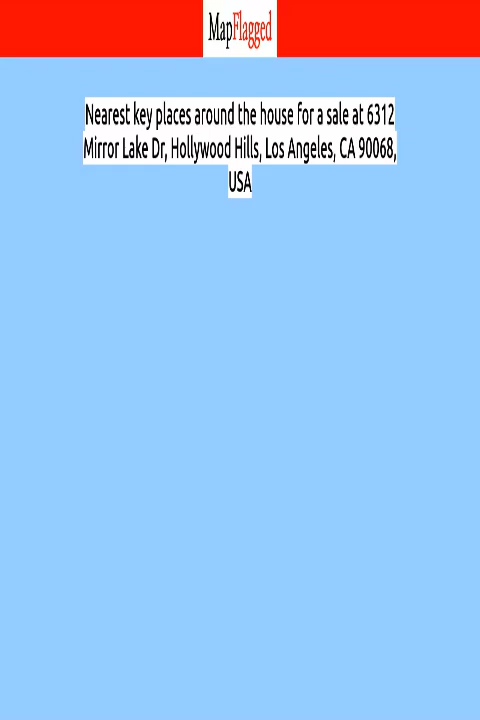 MapFlagged
Nearest key places around the house for a sale at 6312
Mirror Lake Dr, Hollywood Hills, Los Angeles, CA 90068,
USA